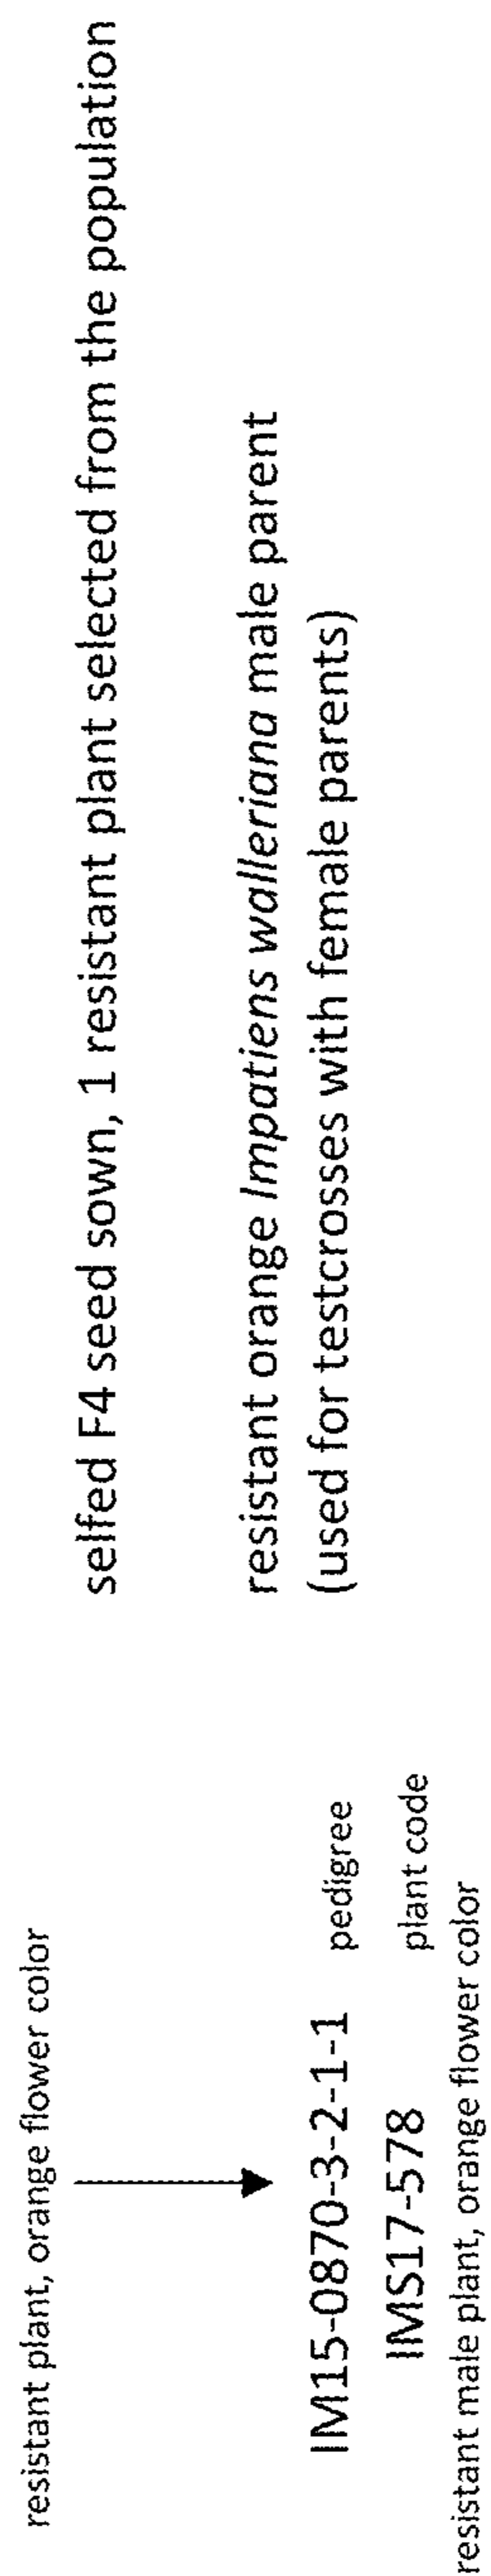 resistant plant, orange flower color
selfed F4 seed sown, 1 resistant plant selected from the population
IM15-0870-3-2-1-1 pedigree
resistant orange Impatiens walleriana male parent
IMS17-578 plant code
(used for testcrosses with female parents)
resistant male plant, orange flower color